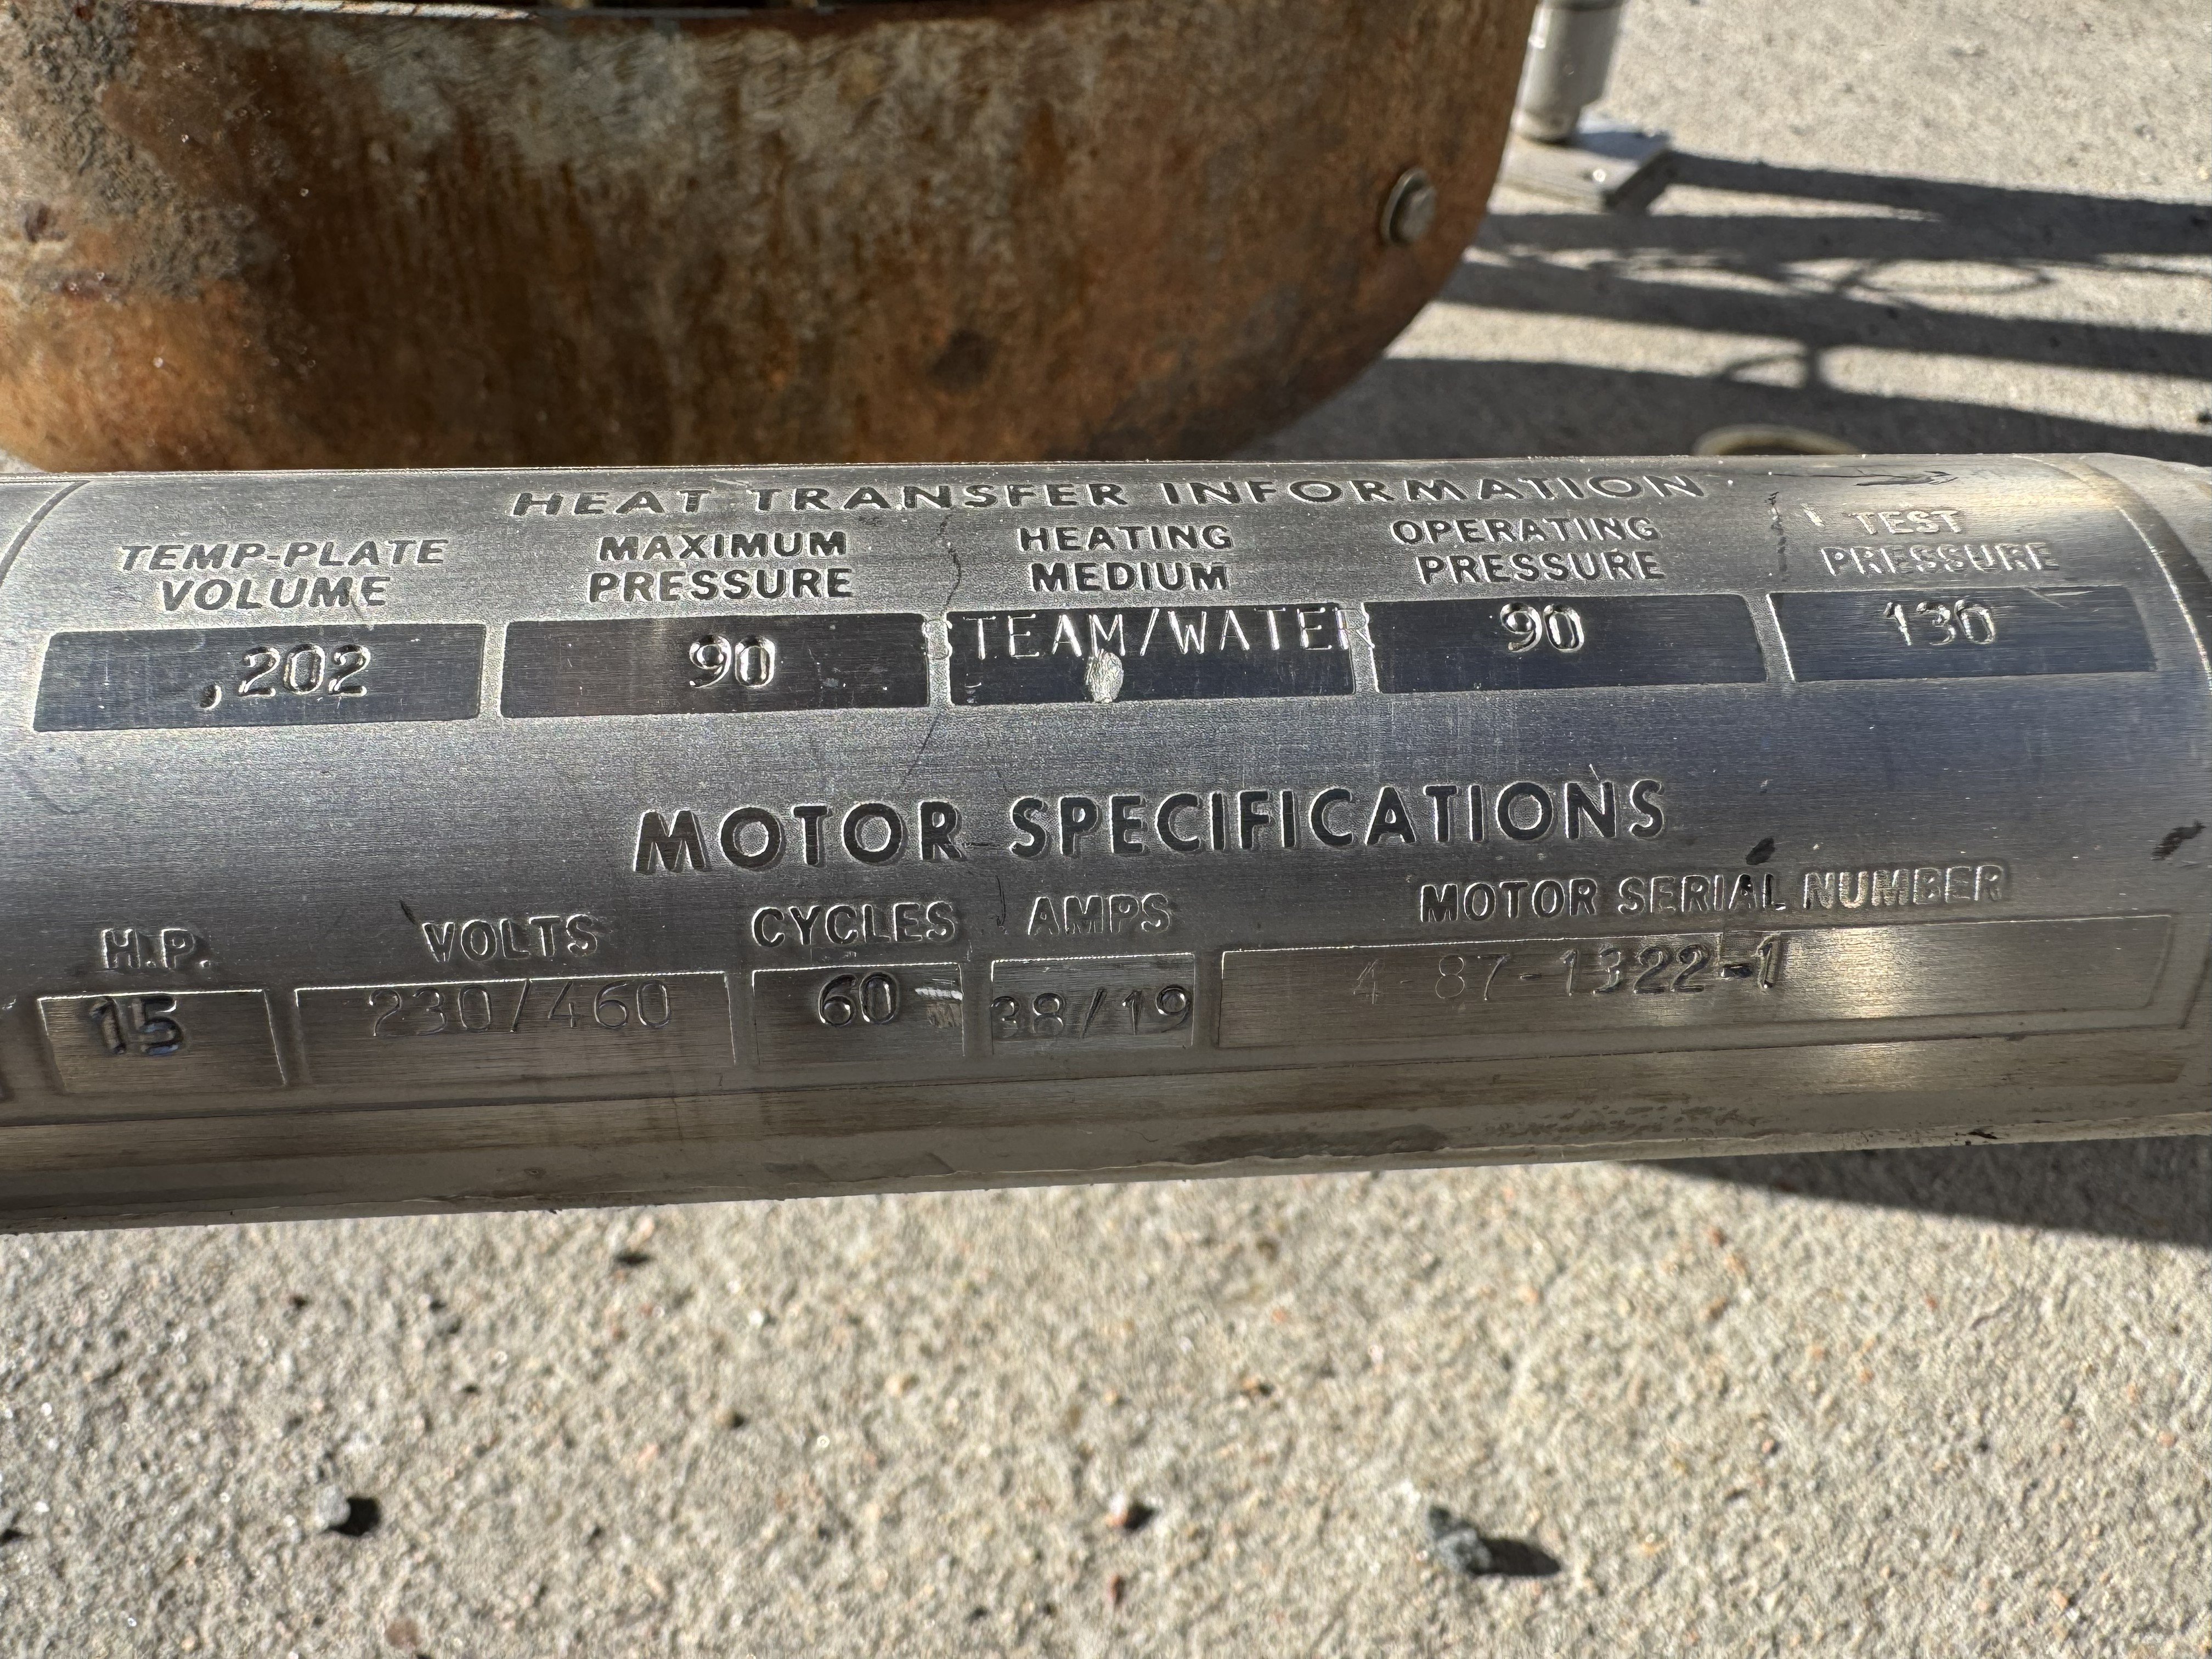 HEAT TRANSFER INFORMATION
TEMP-PLATE VOLUME
MAXIMUM PRESSURE
HEATING MEDIUM
OPERATING PRESSURE
TEST PRESSURE
.202
90
STEAM/WATER
90
130
MOTOR SPECIFICATIONS
H.P. VOLTS CYCLES AMPS MOTOR SERIAL NUMBER
15 230/460 60 38/19 4-87-1322-1